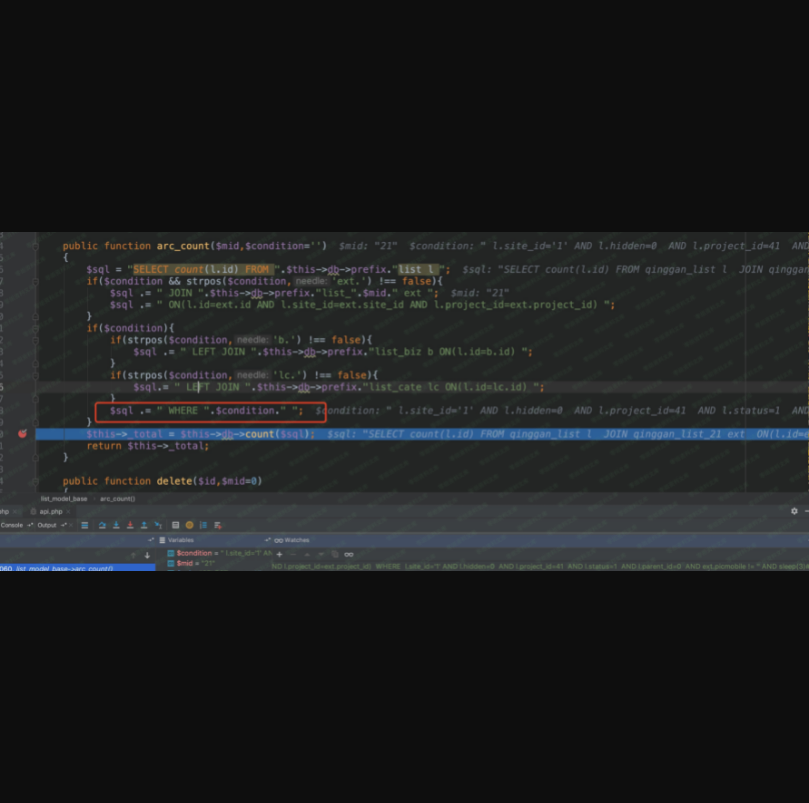 public function arc_count($mid,$condition='') $mid: "21" $condition: " l.site_id='1' AND l.hidden=0 AND l.project_id=41 AND
{
$sql = "SELECT count(l.id) FROM ".$this->db->prefix."list l "; $sql: "SELECT count(l.id) FROM qinggan_list l JOIN qinggan
if($condition && strpos($condition, needle: 'ext.') !== false){
$sql .= " JOIN ".$this->db->prefix."list_".$mid." ext "; $mid: "21"
$sql .= " ON(l.id=ext.id AND l.site_id=ext.site_id AND l.project_id=ext.project_id) ";
}
if($condition){
if(strpos($condition, needle: 'b.') !== false){
$sql .= " LEFT JOIN ".$this->db->prefix."list_biz b ON(l.id=b.id) ";
}
if(strpos($condition, needle: 'lc.') !== false){
$sql.= " LEFT JOIN ".$this->db->prefix."list_cate lc ON(l.id=lc.id) ";
}
$sql .= " WHERE ".$condition." "; $condition: " l.site_id='1' AND l.hidden=0 AND l.project_id=41 AND l.status=1 AND
}
$this->_total = $this->db->count($sql); $sql: "SELECT count(l.id) FROM qinggan_list l JOIN qinggan_list_21 ext ON(l.id=e
return $this->_total;
}
public function delete($id,$mid=0)
{
list_model_base › arc_count()
api.php
Console Output
Variables Watches
$condition = " l.site_id='1' AN
list_model_base->arc_count()
$mid = "21"
ND l.project_id=ext.project_id) WHERE l.site_id='1' AND l.hidden=0 AND l.project_id=41 AND l.status=1 AND l.parent_id=0 AND ext.picmobile != '' AND sleep(